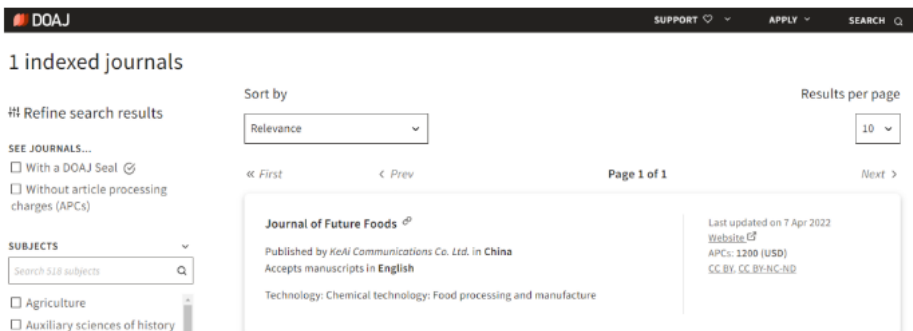 DOAJ
SUPPORT
APPLY
SEARCH
1 indexed journals
Refine search results
SEE JOURNALS...
With a DOAJ Seal
Without article processing
charges (APCs)
SUBJECTS
Search 518 subjects
Agriculture
Auxiliary sciences of history
Sort by
Relevance
Results per page
10
« First
‹ Prev
Page 1 of 1
Next ›
Journal of Future Foods
Published by KeAi Communications Co. Ltd. in China
Accepts manuscripts in English
Technology: Chemical technology: Food processing and manufacture
Last updated on 7 Apr 2022
Website
APCs: 1200 (USD)
CC BY, CC BY-NC-ND